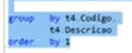 group by t4.Codigo,
t4.Descricao
order by 1